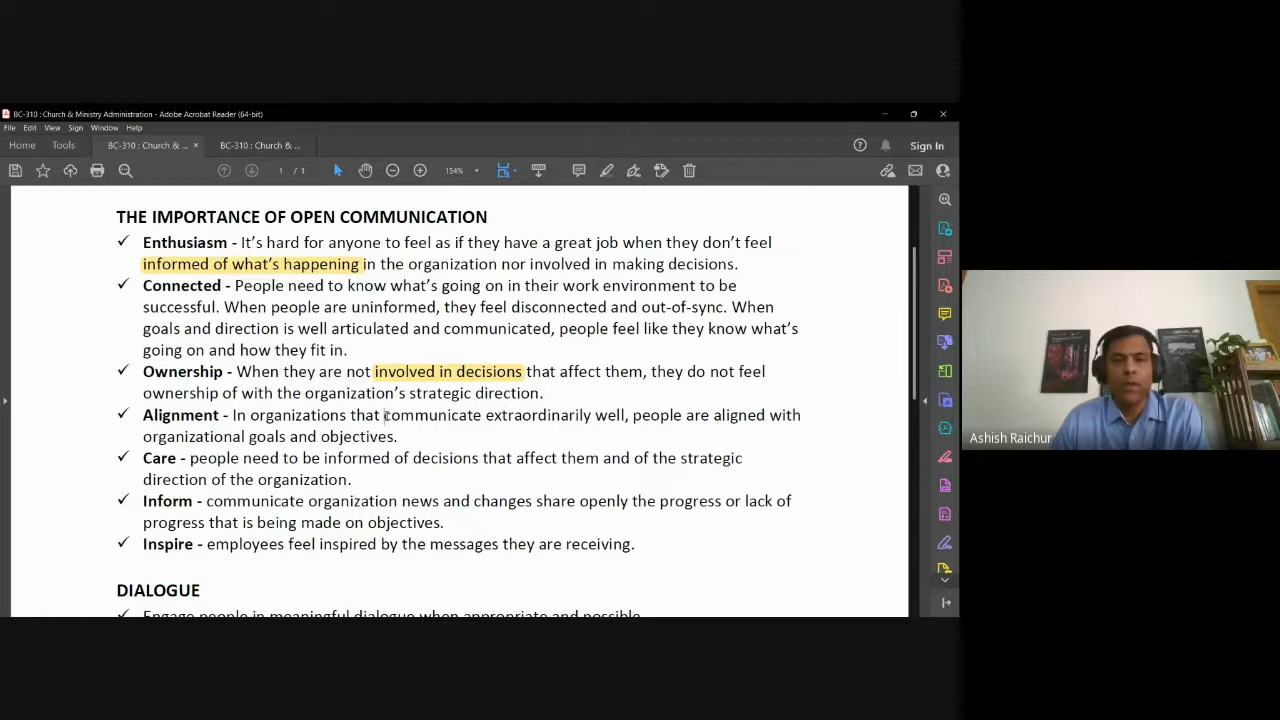 BC-310 : Church & Ministry Administration - Adobe Acrobat Reader (64-bit)
File Edit View Sign Window Help
Home Tools BC-310 : Church & ... × BC-310 : Church & ... Sign In
1 / 1 154%
THE IMPORTANCE OF OPEN COMMUNICATION
✓ Enthusiasm - It's hard for anyone to feel as if they have a great job when they don't feel
informed of what's happening in the organization nor involved in making decisions.
✓ Connected - People need to know what's going on in their work environment to be
successful. When people are uninformed, they feel disconnected and out-of-sync. When
goals and direction is well articulated and communicated, people feel like they know what's
going on and how they fit in.
✓ Ownership - When they are not involved in decisions that affect them, they do not feel
ownership of with the organization's strategic direction.
✓ Alignment - In organizations that communicate extraordinarily well, people are aligned with
organizational goals and objectives.
✓ Care - people need to be informed of decisions that affect them and of the strategic
direction of the organization.
✓ Inform - communicate organization news and changes share openly the progress or lack of
progress that is being made on objectives.
✓ Inspire - employees feel inspired by the messages they are receiving.
DIALOGUE
✓ Engage people in meaningful dialogue when appropriate and possible
Ashish Raichur